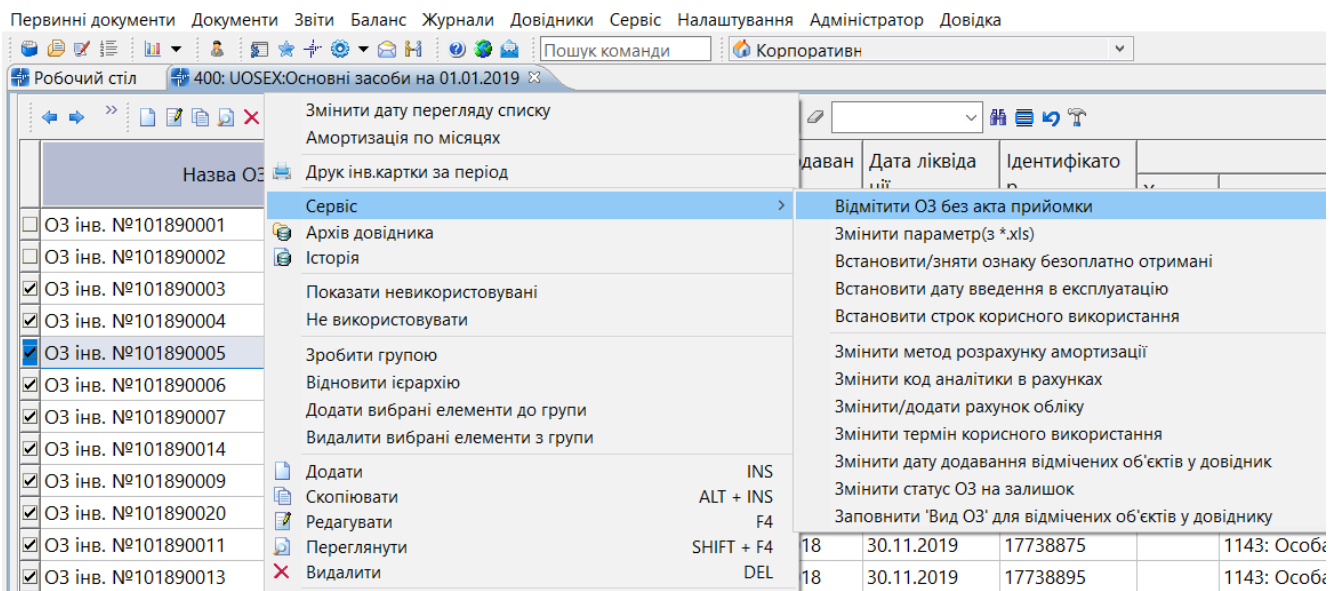 Первинні документи Документи Звіти Баланс Журнали Довідники Сервіс Налаштування Адміністратор Довідка
Пошук команди Корпоративн
Робочий стіл 400: UOSEX:Основні засоби на 01.01.2019
Назва ОЗ
даван Дата ліквіда Ідентифікато
ції р
ОЗ інв. №101890001
ОЗ інв. №101890002
ОЗ інв. №101890003
ОЗ інв. №101890004
ОЗ інв. №101890005
ОЗ інв. №101890006
ОЗ інв. №101890007
ОЗ інв. №101890014
ОЗ інв. №101890009
ОЗ інв. №101890020
ОЗ інв. №101890011
18 30.11.2019 17738875 1143: Особа
ОЗ інв. №101890013
18 30.11.2019 17738895 1143: Особа
Змінити дату перегляду списку
Амортизація по місяцях
Друк інв.картки за період
Сервіс
Архів довідника
Історія
Показати невикористовувані
Не використовувати
Зробити групою
Відновити ієрархію
Додати вибрані елементи до групи
Видалити вибрані елементи з групи
Додати INS
Скопіювати ALT + INS
Редагувати F4
Переглянути SHIFT + F4
Видалити DEL
Відмітити ОЗ без акта прийомки
Змінити параметр(з *.xls)
Встановити/зняти ознаку безоплатно отримані
Встановити дату введення в експлуатацію
Встановити строк корисного використання
Змінити метод розрахунку амортизації
Змінити код аналітики в рахунках
Змінити/додати рахунок обліку
Змінити термін корисного використання
Змінити дату додавання відмічених об'єктів у довідник
Змінити статус ОЗ на залишок
Заповнити 'Вид ОЗ' для відмічених об'єктів у довіднику